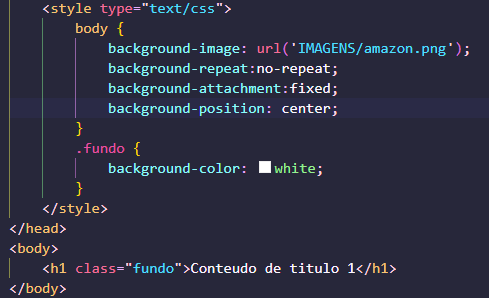 <style type="text/css">
body {
background-image: url('IMAGENS/amazon.png');
background-repeat:no-repeat;
background-attachment:fixed;
background-position: center;
}
.fundo {
background-color: white;
}
</style>
</head>
<body>
<h1 class="fundo">Conteudo de titulo 1</h1>
</body>